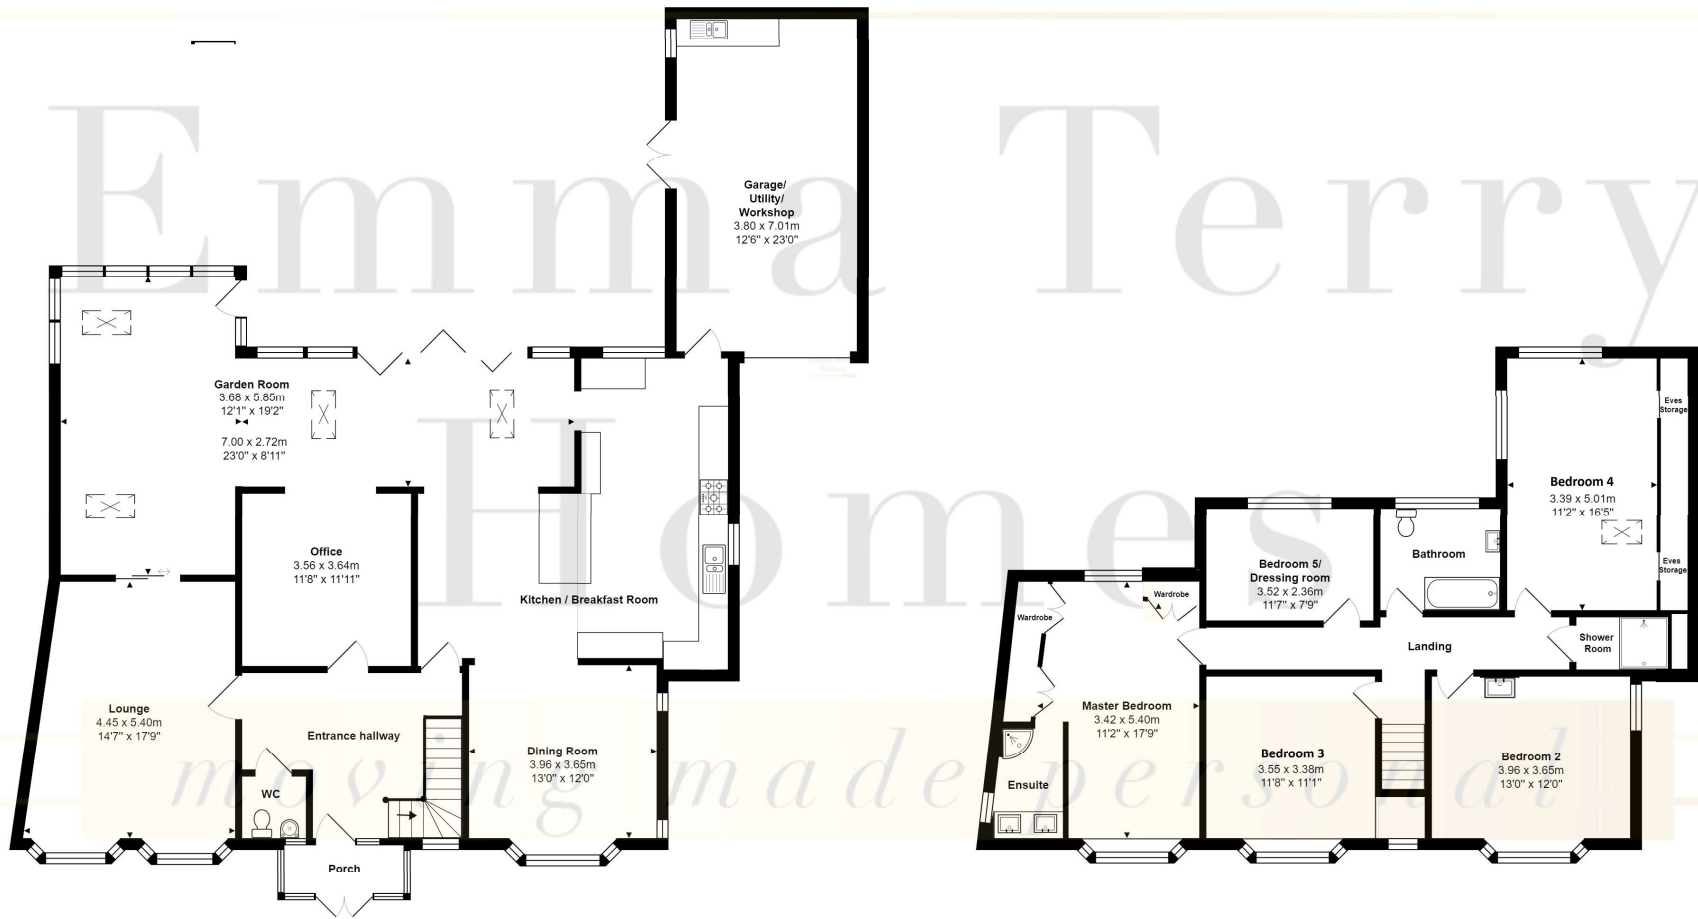 Emma Terry
Homes
moving made personal
Garage/
Utility/
Workshop
3.80 x 7.01m
12'6" x 23'0"
Garden Room
3.68 x 5.85m
12'1" x 19'2"
7.00 x 2.72m
23'0" x 8'11"
Office
3.56 x 3.64m
11'8" x 11'11"
Kitchen / Breakfast Room
Lounge
4.45 x 5.40m
14'7" x 17'9"
Entrance hallway
WC
Dining Room
3.96 x 3.65m
13'0" x 12'0"
Porch
Eves
Storage
Bedroom 4
3.39 x 5.01m
11'2" x 16'5"
Eves
Storage
Bathroom
Bedroom 5/
Dressing room
3.52 x 2.36m
11'7" x 7'9"
Wardrobe
Wardrobe
Landing
Shower
Room
Master Bedroom
3.42 x 5.40m
11'2" x 17'9"
Ensuite
Bedroom 3
3.55 x 3.38m
11'8" x 11'1"
Bedroom 2
3.96 x 3.65m
13'0" x 12'0"